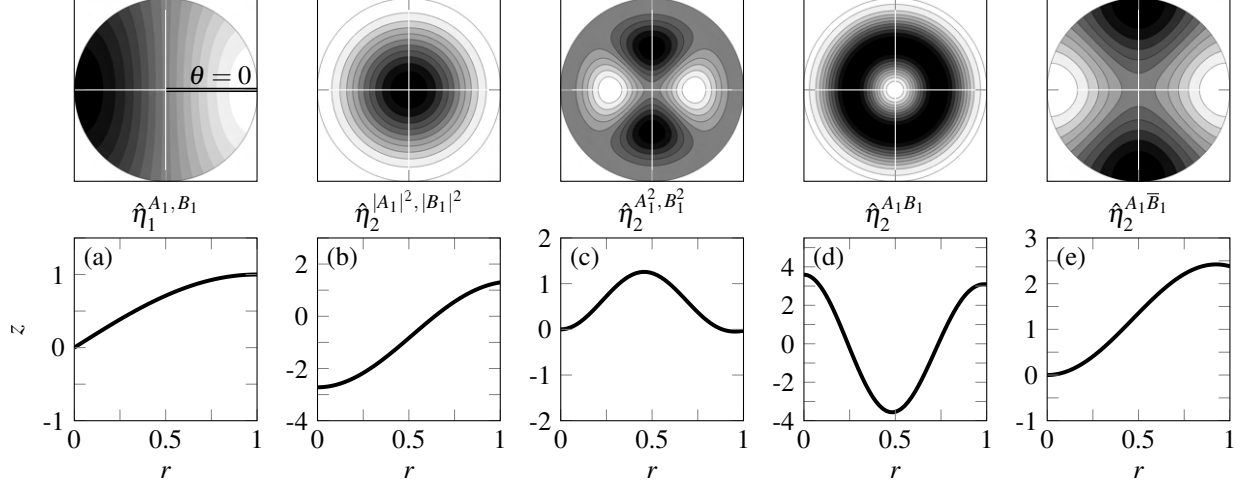 θ = 0
η̂₁^{A₁, B₁} η̂₂^{|A₁|², |B₁|²} η̂₂^{A₁², B₁²} η̂₂^{A₁B₁} η̂₂^{A₁B̅₁}
(a) (b) (c) (d) (e)
z
1 0 -1
2 0 -2 -4
2 1 0 -1 -2
4 2 0 -2 -4
3 2 1 0 -1
0 0.5 1 0 0.5 1 0 0.5 1 0 0.5 1 0 0.5 1
r r r r r